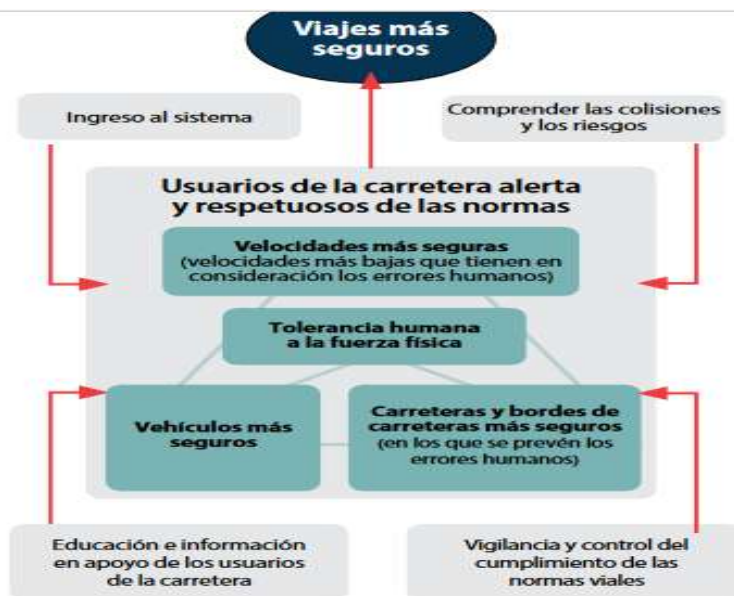 Viajes más
seguros
Ingreso al sistema
Comprender las colisiones
y los riesgos
Usuarios de la carretera alerta
y respetuosos de las normas
Velocidades más seguras
(velocidades más bajas que tienen en
consideración los errores humanos)
Tolerancia humana
a la fuerza física
Vehículos más
seguros
Carreteras y bordes de
carreteras más seguros
(en los que se prevén los
errores humanos)
Educación e información
en apoyo de los usuarios
de la carretera
Vigilancia y control del
cumplimiento de las
normas viales